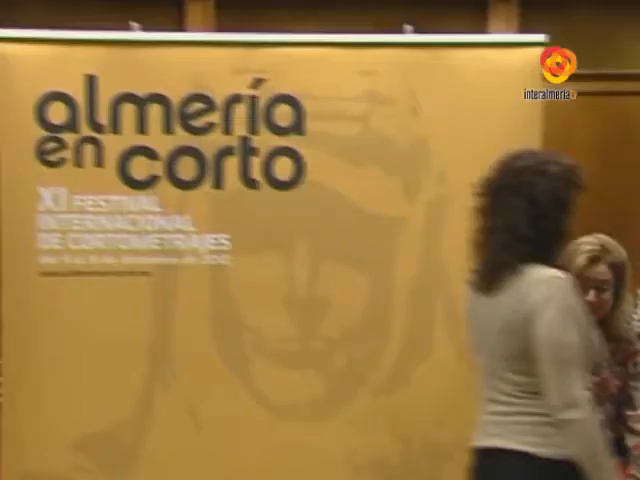 almería
en corto
XI FESTIVAL
INTERNACIONAL
DE CORTOMETRAJES
interalmeria